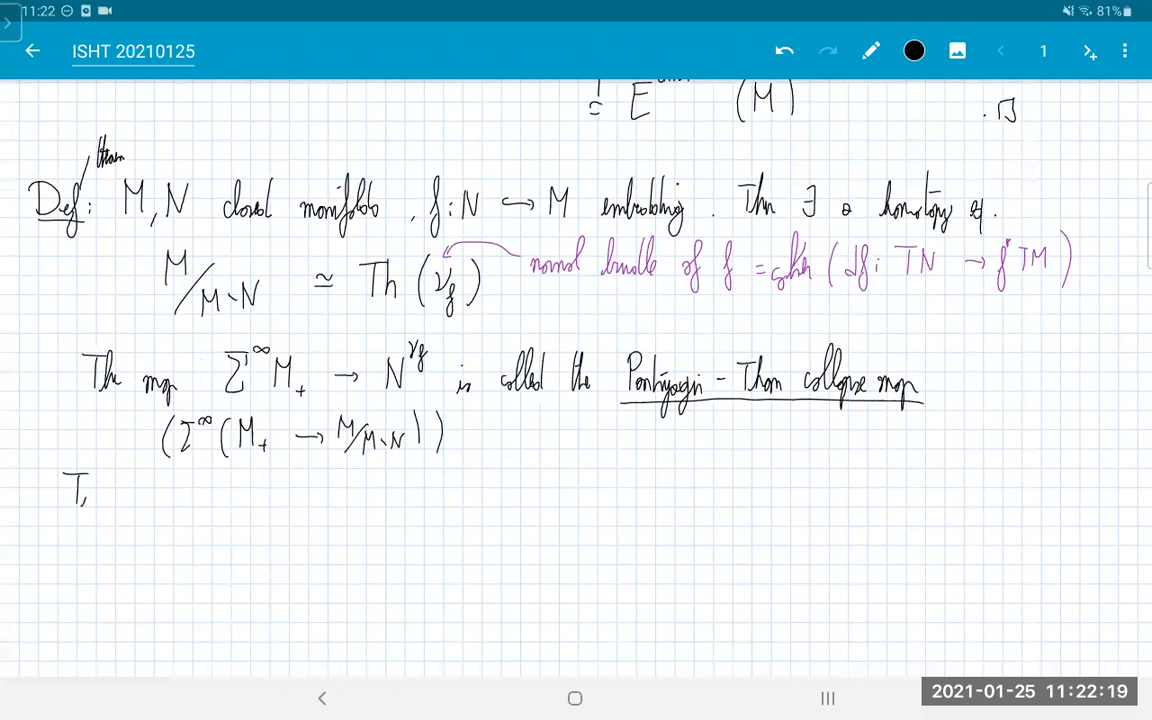 11:22 81%
ISHT 20210125 1
≅ E (M) . □
thm
Def: M, N closed manifolds, f: N ↪ M embedding. Then ∃ a homotopy eq.
M/M∖N ≃ Th(ν_f) normal bundle of f = coker (df: TN → f*TM)
The map Σ^∞ M₊ → N^{ν_f} is called the Pontryagin - Thom collapse map
(Σ^∞(M₊ → M/M∖N))
T
2021-01-25 11:22:19